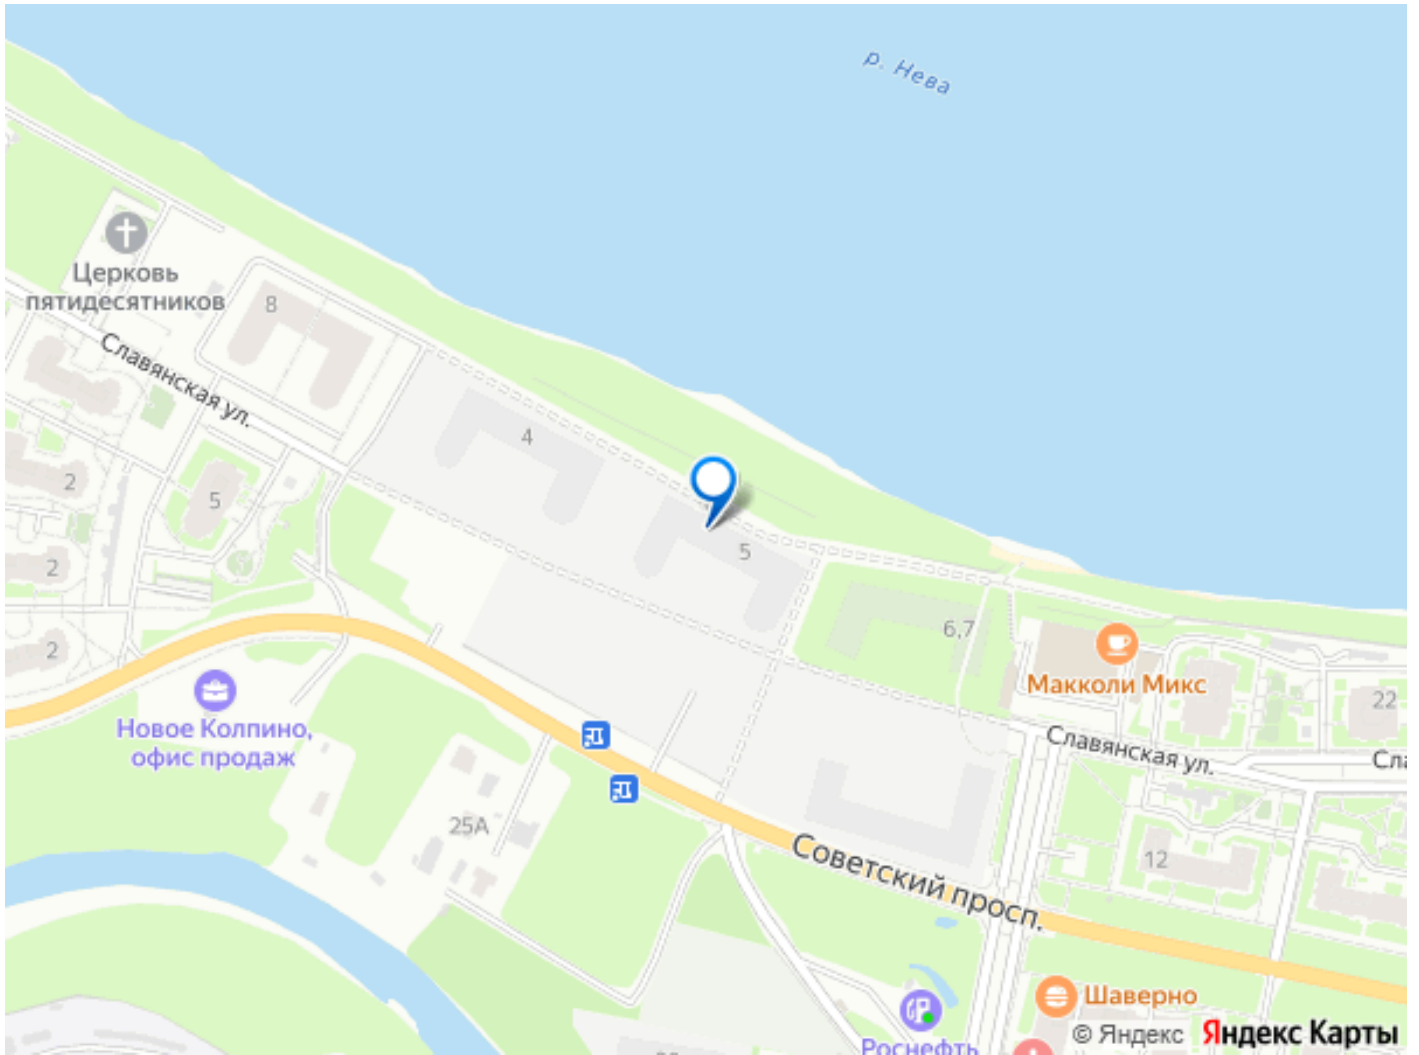 р. Нева
Церковь
пятидесятников
8
Славянская ул.
4
2
5
5
2
6,7
2
Макколи Микс
22
Новое Колпино,
офис продаж
Славянская ул.
Сла
25А
12
Советский просп.
Шаверно
Роснефть
© Яндекс Яндекс Карты